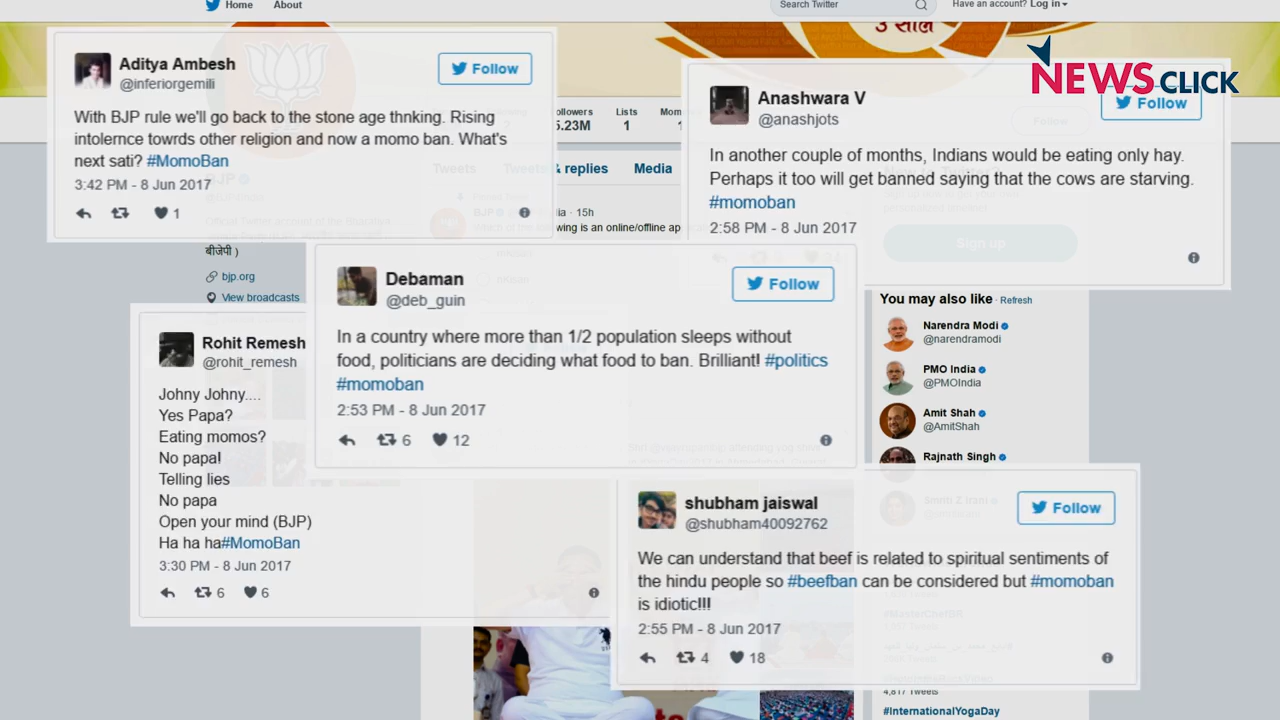 Home About
Search Twitter
Have an account? Log in
3 साल
NEWSCLICK
Aditya Ambesh
@inferiorgemili
Follow
With BJP rule we'll go back to the stone age thnking. Rising
intolernce towrds other religion and now a momo ban. What's
next sati? #MomoBan
3:42 PM - 8 Jun 2017
1
Lists
5.23M 1
Tweets Tweets & replies Media
Anashwara V
@anashjots
Follow
In another couple of months, Indians would be eating only hay.
Perhaps it too will get banned saying that the cows are starving.
#momoban
2:58 PM - 8 Jun 2017
Sign up
बीजेपी )
bjp.org
View broadcasts
Debaman
@deb_guin
Follow
In a country where more than 1/2 population sleeps without
food, politicians are deciding what food to ban. Brilliant! #politics
#momoban
2:53 PM - 8 Jun 2017
6 12
You may also like · Refresh
Narendra Modi
@narendramodi
PMO India
@PMOIndia
Amit Shah
@AmitShah
Rajnath Singh
Rohit Remesh
@rohit_remesh
Johny Johny....
Yes Papa?
Eating momos?
No papa!
Telling lies
No papa
Open your mind (BJP)
Ha ha ha#MomoBan
3:30 PM - 8 Jun 2017
6 6
shubham jaiswal
@shubham40092762
Follow
We can understand that beef is related to spiritual sentiments of
the hindu people so #beefban can be considered but #momoban
is idiotic!!!
2:55 PM - 8 Jun 2017
4 18
4,817 Tweets
#InternationalYogaDay